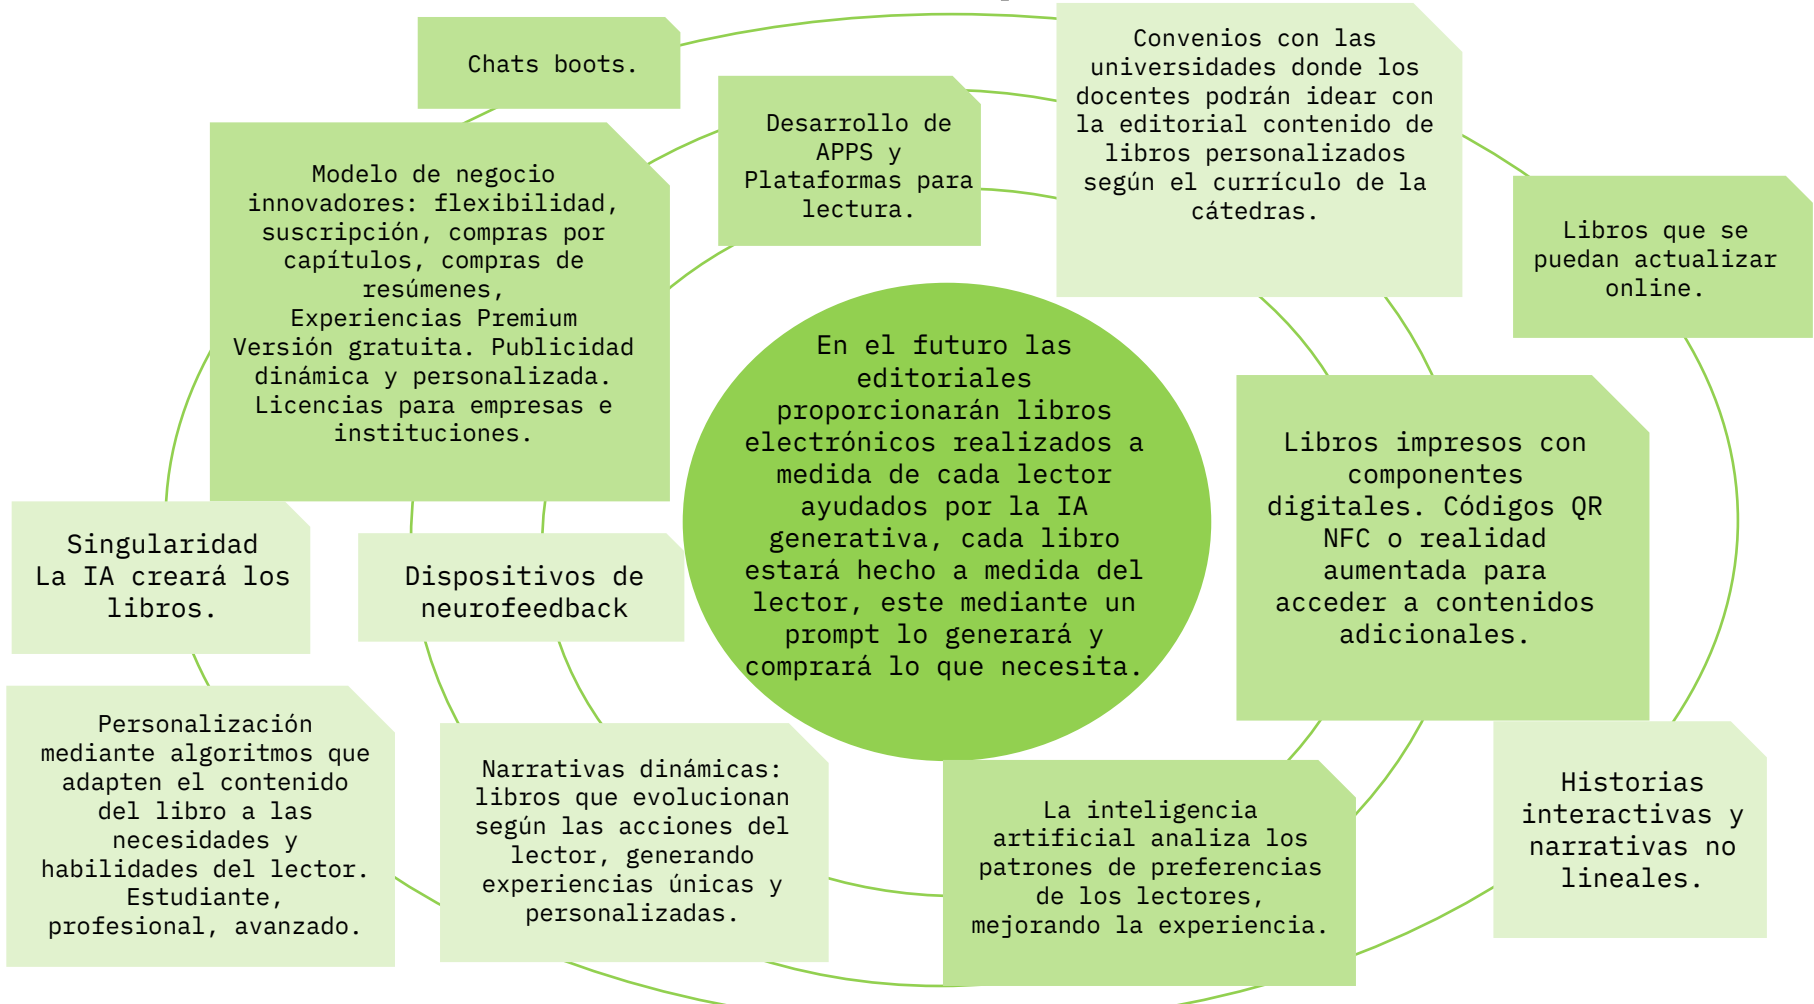 Chats boots.
Convenios con las
universidades donde los
docentes podrán idear con
la editorial contenido de
libros personalizados
según el currículo de la
cátedras.
Desarrollo de
APPS y
Plataformas para
lectura.
Modelo de negocio
innovadores: flexibilidad,
suscripción, compras por
capítulos, compras de
resúmenes,
Experiencias Premium
Versión gratuita. Publicidad
dinámica y personalizada.
Licencias para empresas e
instituciones.
Libros que se
puedan actualizar
online.
En el futuro las
editoriales
proporcionarán libros
electrónicos realizados a
medida de cada lector
ayudados por la IA
generativa, cada libro
estará hecho a medida del
lector, este mediante un
prompt lo generará y
comprará lo que necesita.
Libros impresos con
componentes
digitales. Códigos QR
NFC o realidad
aumentada para
acceder a contenidos
adicionales.
Singularidad
La IA creará los
libros.
Dispositivos de
neurofeedback
Personalización
mediante algoritmos que
adapten el contenido
del libro a las
necesidades y
habilidades del lector.
Estudiante,
profesional, avanzado.
Narrativas dinámicas:
libros que evolucionan
según las acciones del
lector, generando
experiencias únicas y
personalizadas.
La inteligencia
artificial analiza los
patrones de preferencias
de los lectores,
mejorando la experiencia.
Historias
interactivas y
narrativas no
lineales.